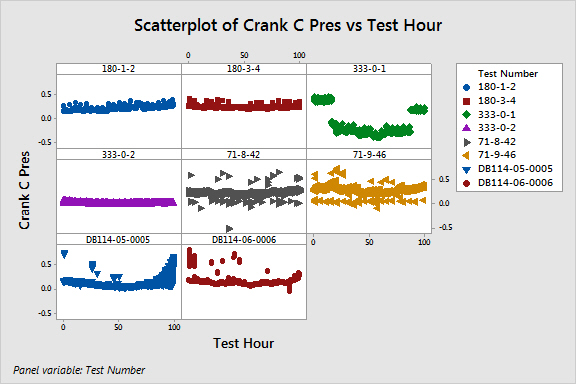 Scatterplot of Crank C Pres vs Test Hour
0 50 100
180-1-2 180-3-4 333-0-1
0.5
0.0
-0.5
333-0-2 71-8-42 71-9-46
0.5
0.0
-0.5
DB114-05-0005 DB114-06-0006
0.5
0.0
0 50 100
0 50 100
Crank C Pres
Test Hour
Test Number
180-1-2
180-3-4
333-0-1
333-0-2
71-8-42
71-9-46
DB114-05-0005
DB114-06-0006
Panel variable: Test Number